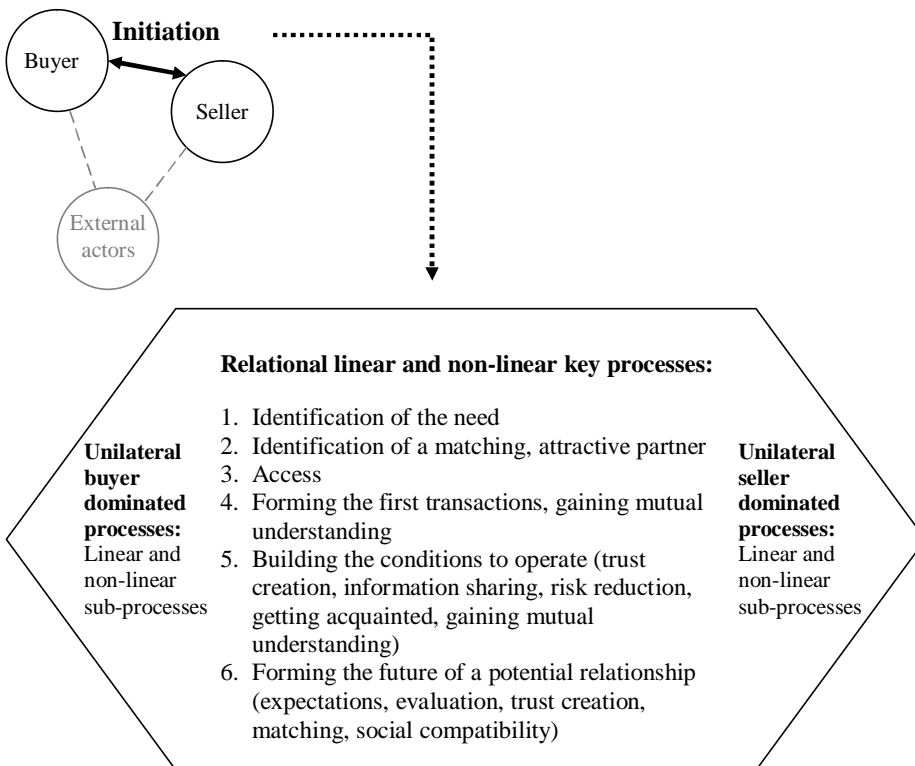 Initiation
Buyer
Seller
External
actors
Relational linear and non-linear key processes:
1. Identification of the need
2. Identification of a matching, attractive partner
3. Access
4. Forming the first transactions, gaining mutual
understanding
5. Building the conditions to operate (trust
creation, information sharing, risk reduction,
getting acquainted, gaining mutual
understanding)
6. Forming the future of a potential relationship
(expectations, evaluation, trust creation,
matching, social compatibility)
Unilateral
buyer
dominated
processes:
Linear and
non-linear
sub-processes
Unilateral
seller
dominated
processes:
Linear and
non-linear
sub-processes